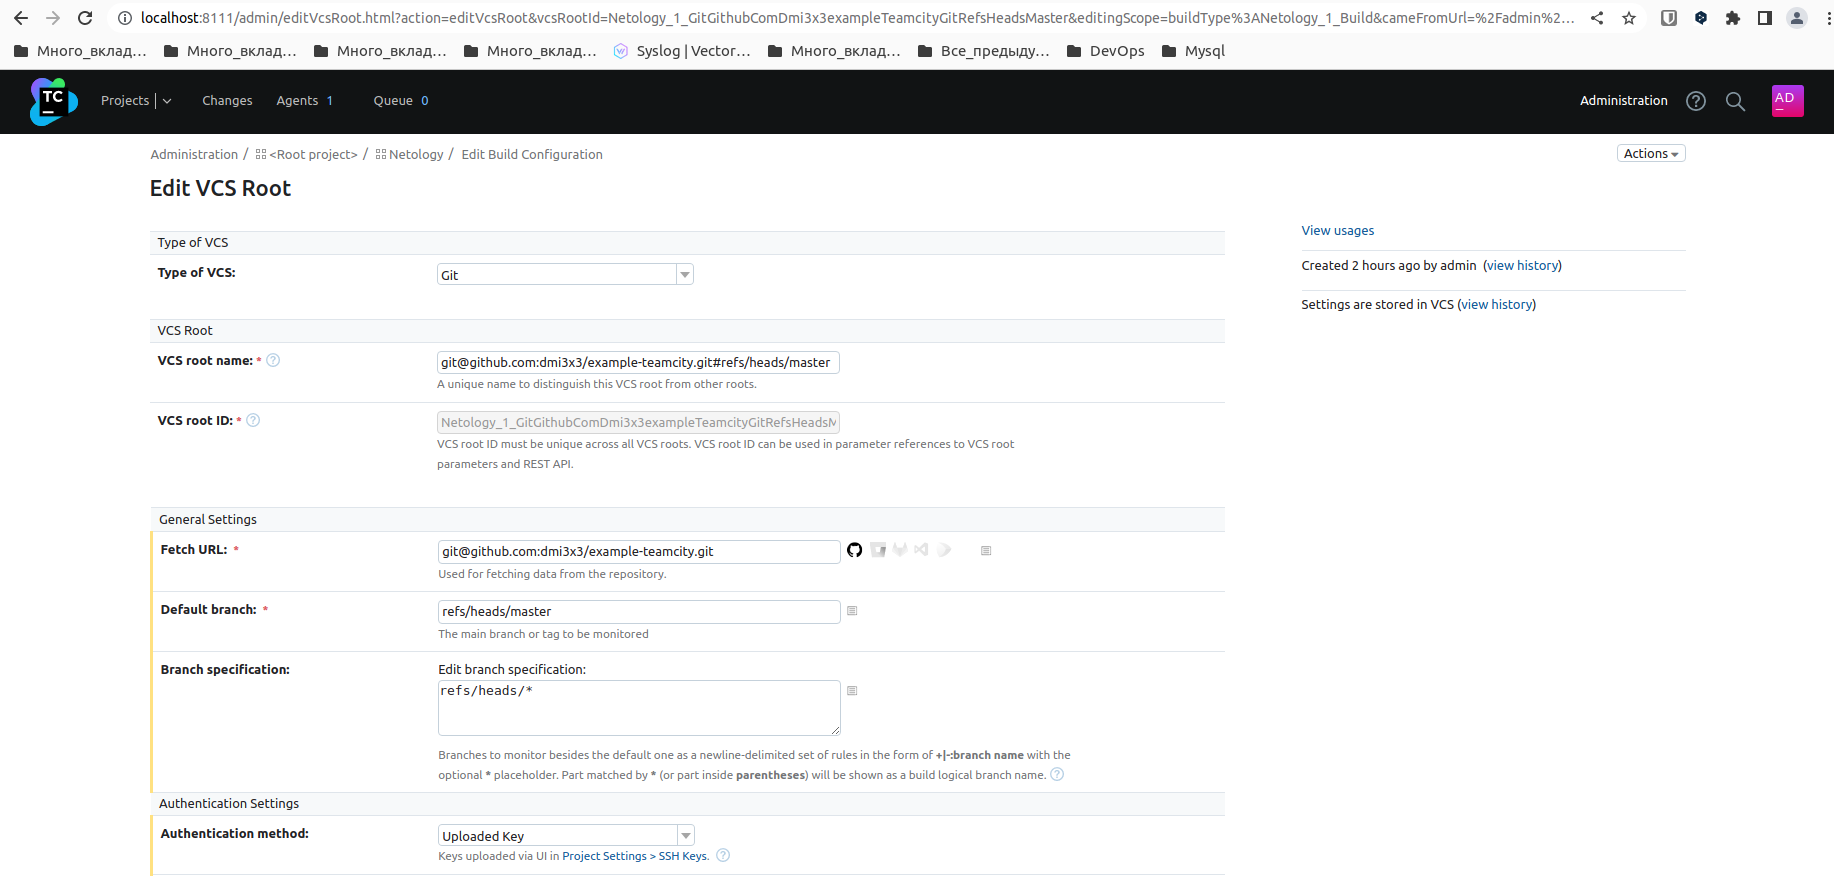 localhost:8111/admin/editVcsRoot.html?action=editVcsRoot&vcsRootId=Netology_1_GitGithubComDmi3x3exampleTeamcityGitRefsHeadsMaster&editingScope=buildType%3ANetology_1_Build&cameFromUrl=%2Fadmin%2...
Много_вклад... Много_вклад... Много_вклад... Много_вклад... Syslog | Vector... Много_вклад... Все_предыду... DevOps Mysql
TC Projects Changes Agents 1 Queue 0 Administration AD
Administration / <Root project> / Netology / Edit Build Configuration Actions
Edit VCS Root
View usages
Type of VCS
Type of VCS: Git
Created 2 hours ago by admin (view history)
Settings are stored in VCS (view history)
VCS Root
VCS root name: * git@github.com:dmi3x3/example-teamcity.git#refs/heads/master
A unique name to distinguish this VCS root from other roots.
VCS root ID: * Netology_1_GitGithubComDmi3x3exampleTeamcityGitRefsHeadsM
VCS root ID must be unique across all VCS roots. VCS root ID can be used in parameter references to VCS root
parameters and REST API.
General Settings
Fetch URL: * git@github.com:dmi3x3/example-teamcity.git
Used for fetching data from the repository.
Default branch: * refs/heads/master
The main branch or tag to be monitored
Branch specification: Edit branch specification:
refs/heads/*
Branches to monitor besides the default one as a newline-delimited set of rules in the form of +|-:branch name with the
optional * placeholder. Part matched by * (or part inside parentheses) will be shown as a build logical branch name.
Authentication Settings
Authentication method: Uploaded Key
Keys uploaded via UI in Project Settings > SSH Keys.